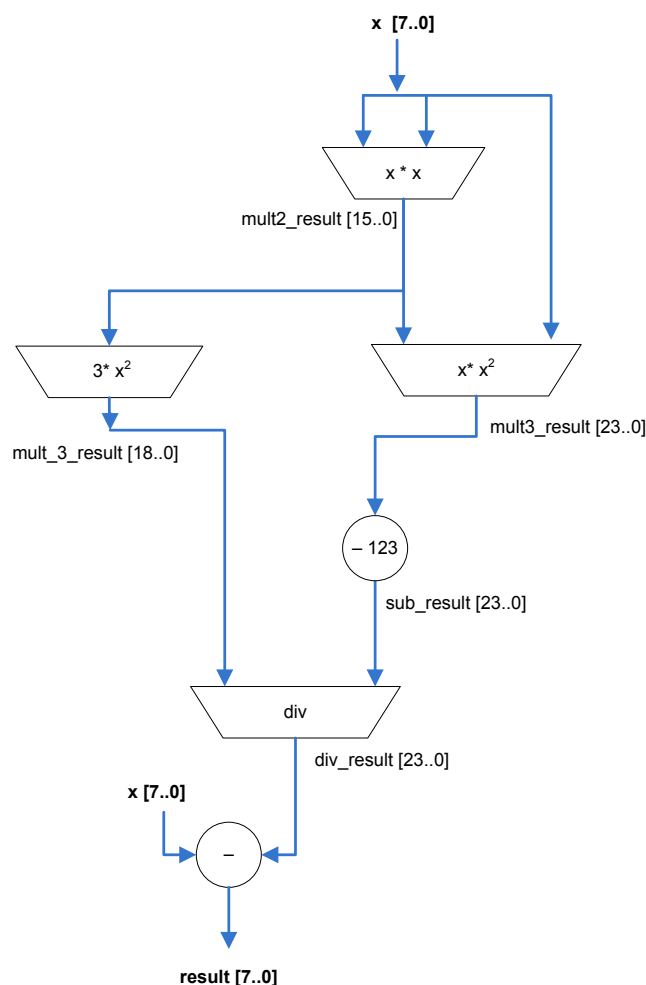 x [7..0]
x * x
mult2_result [15..0]
3* x²
x* x²
mult_3_result [18..0]
mult3_result [23..0]
– 123
sub_result [23..0]
div
div_result [23..0]
x [7..0]
–
result [7..0]